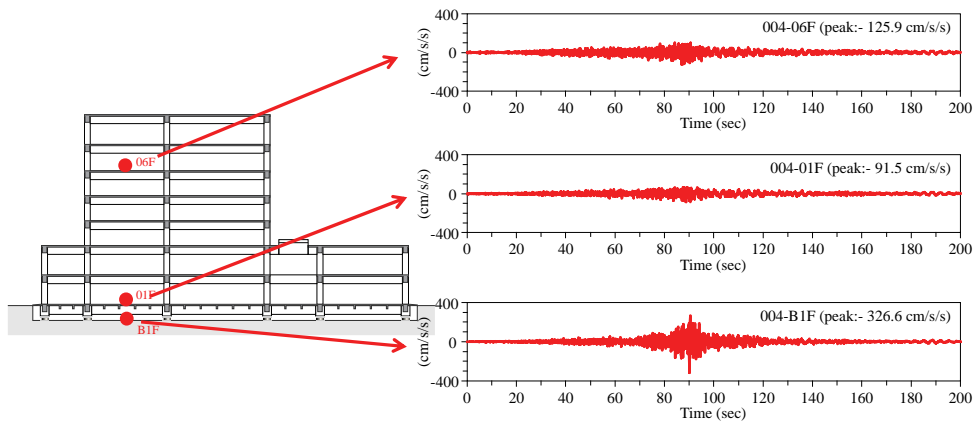 06F
01F
B1F
004-06F (peak:- 125.9 cm/s/s)
400
0
-400
(cm/s/s)
0 20 40 60 80 100 120 140 160 180 200
Time (sec)
004-01F (peak:- 91.5 cm/s/s)
400
0
-400
(cm/s/s)
0 20 40 60 80 100 120 140 160 180 200
Time (sec)
004-B1F (peak:- 326.6 cm/s/s)
400
0
-400
(cm/s/s)
0 20 40 60 80 100 120 140 160 180 200
Time (sec)